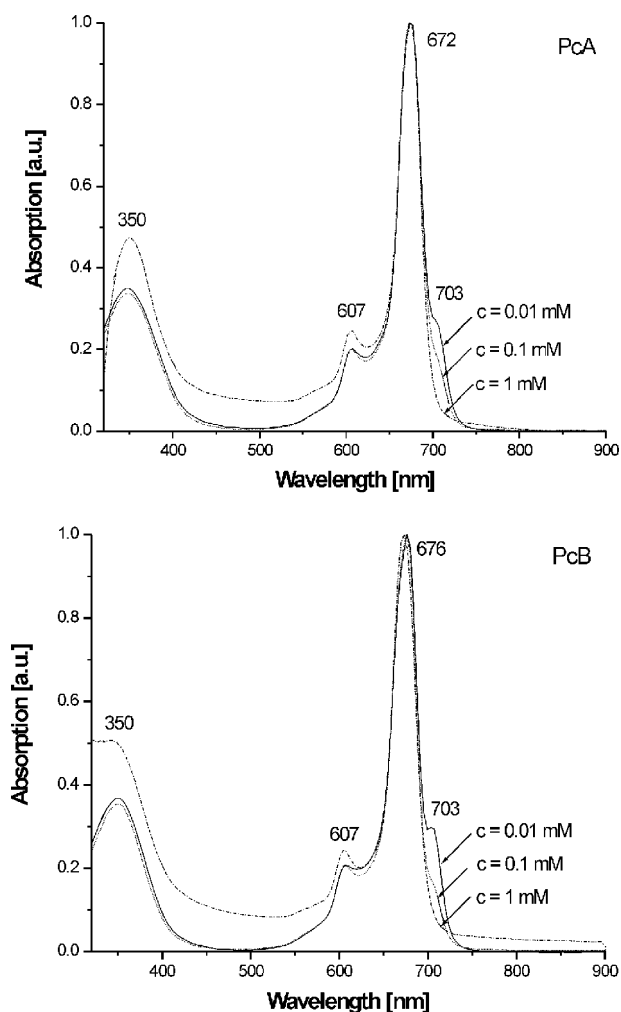 PcA
672
350
607
703
c = 0.01 mM
c = 0.1 mM
c = 1 mM
Absorption [a.u.]
1.0
0.8
0.6
0.4
0.2
0.0
400 500 600 700 800 900
Wavelength [nm]
PcB
676
350
607
703
c = 0.01 mM
c = 0.1 mM
c = 1 mM
Absorption [a.u.]
1.0
0.8
0.6
0.4
0.2
0.0
400 500 600 700 800 900
Wavelength [nm]